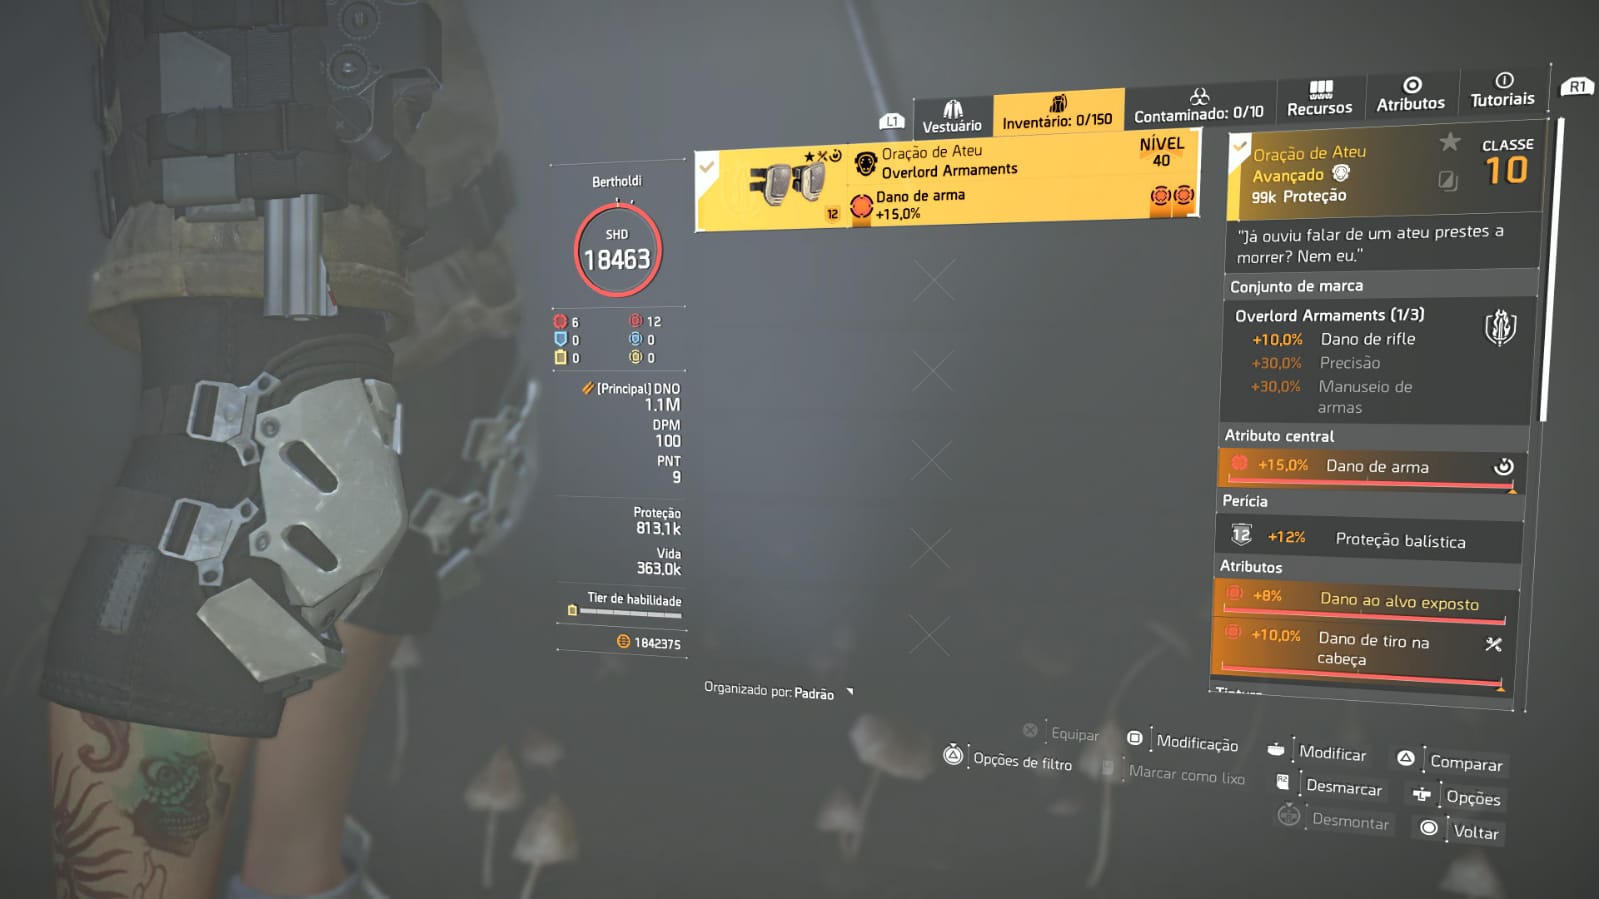 L1
Vestuário
Inventário: 0/150
Contaminado: 0/10
Recursos
Atributos
Tutoriais
R1
Bertholdi
SHD
18463
6
12
0
0
0
0
[Principal] DNO
1.1M
DPM
100
PNT
9
Proteção
813,1k
Vida
363,0k
Tier de habilidade
1842375
12
Oração de Ateu
Overlord Armaments
Dano de arma
+15,0%
NÍVEL
40
Organizado por: Padrão
Oração de Ateu
Avançado
99k Proteção
CLASSE
10
"Já ouviu falar de um ateu prestes a
morrer? Nem eu."
Conjunto de marca
Overlord Armaments (1/3)
+10,0% Dano de rifle
+30,0% Precisão
+30,0% Manuseio de
armas
Atributo central
+15,0% Dano de arma
Perícia
12 +12% Proteção balística
Atributos
+8% Dano ao alvo exposto
+10,0% Dano de tiro na
cabeça
Equipar
Modificação
Modificar
Comparar
Opções de filtro
Marcar como lixo
R2
Desmarcar
Opções
Desmontar
Voltar